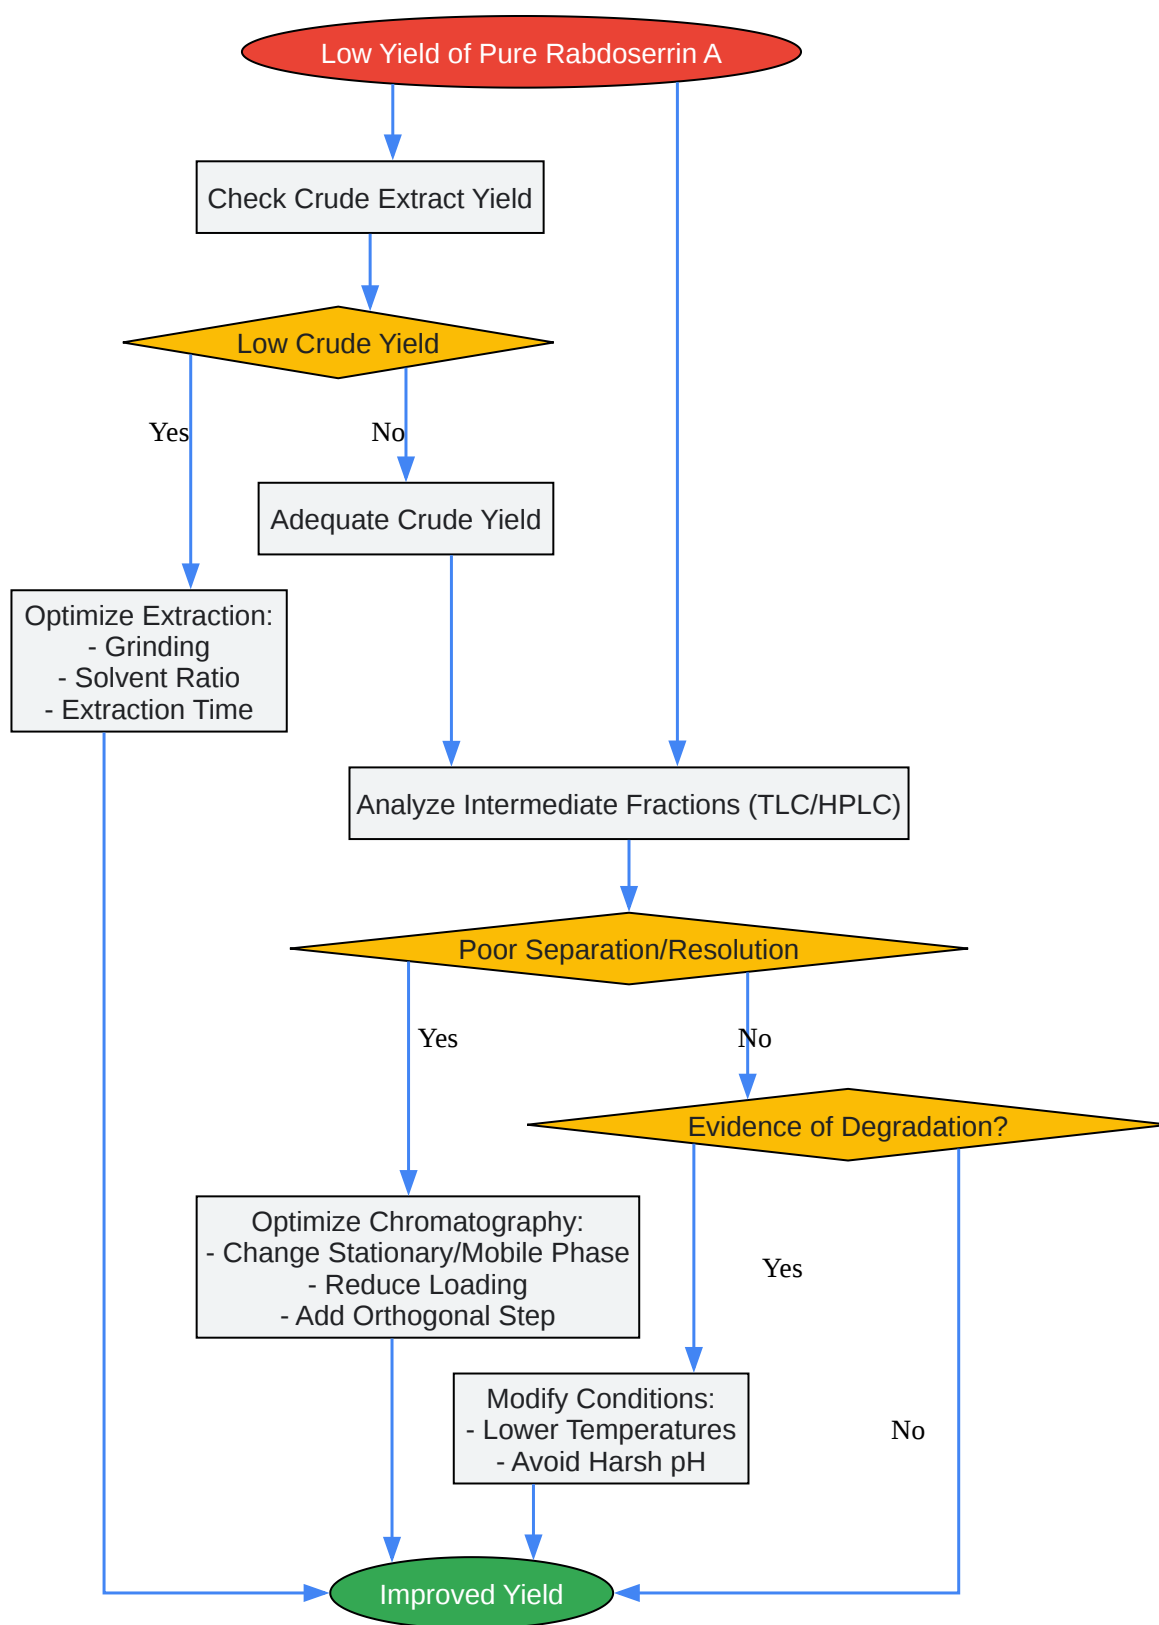 Low Yield of Pure Rabdoserrin A
Check Crude Extract Yield
Low Crude Yield
Yes
No
Adequate Crude Yield
Optimize Extraction:
- Grinding
- Solvent Ratio
- Extraction Time
Analyze Intermediate Fractions (TLC/HPLC)
Poor Separation/Resolution
Yes
No
Evidence of Degradation?
Optimize Chromatography:
- Change Stationary/Mobile Phase
- Reduce Loading
- Add Orthogonal Step
Yes
Modify Conditions:
- Lower Temperatures
- Avoid Harsh pH
No
Improved Yield